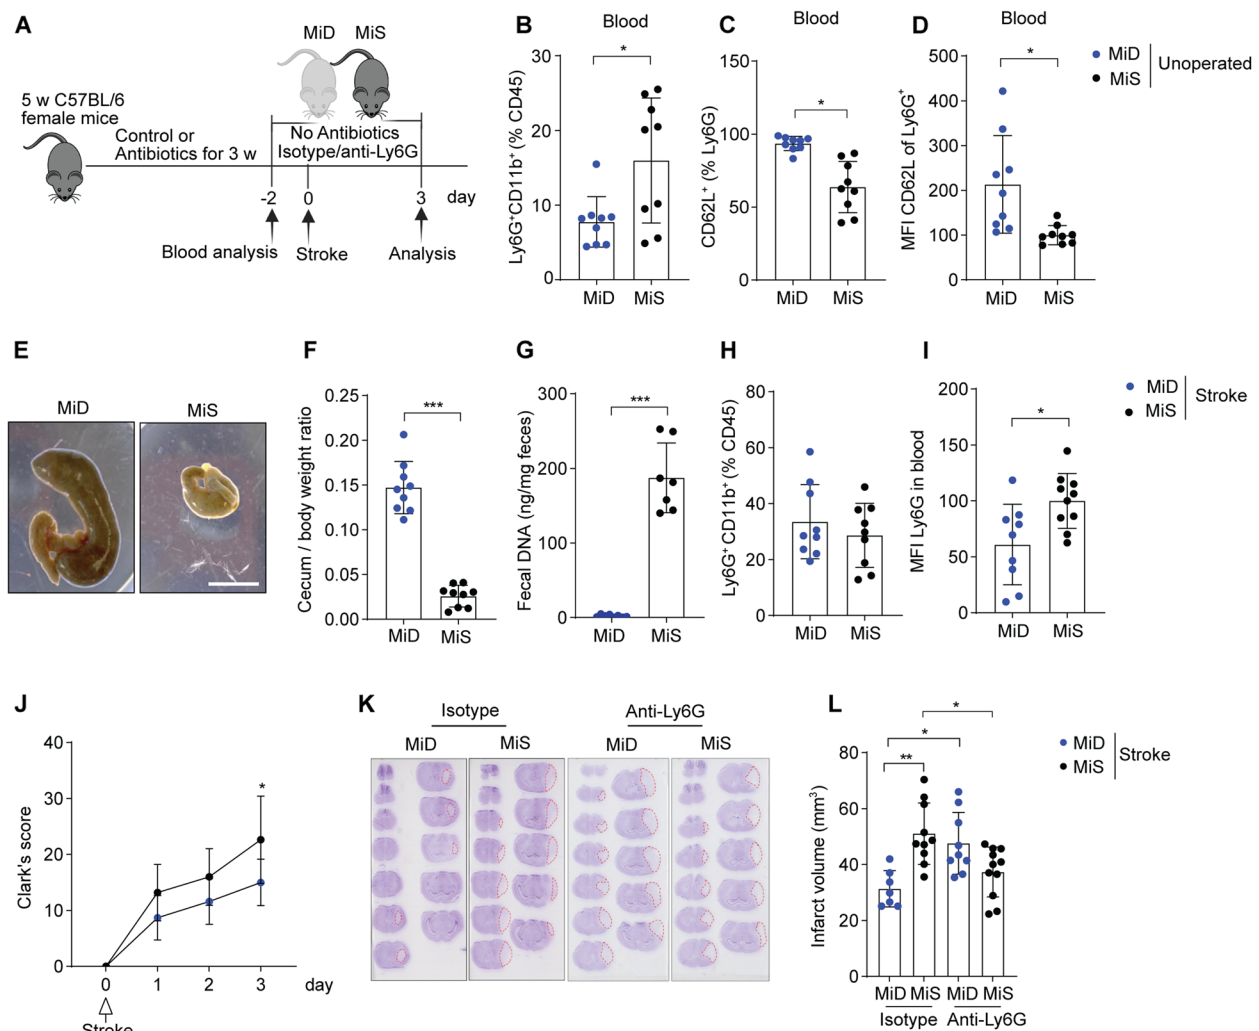 A
MiD MiS
5 w C57BL/6
female mice
Control or
Antibiotics for 3 w
No Antibiotics
Isotype/anti-Ly6G
-2 0 3 day
Blood analysis Stroke Analysis
B
Blood
*
Ly6G⁺CD11b⁺ (% CD45)
30
20
10
0
MiD MiS
C
Blood
*
CD62L⁺ (% Ly6G)
150
100
50
0
MiD MiS
D
Blood
*
MFI CD62L of Ly6G⁺
500
400
300
200
100
0
MiD MiS
MiD
MiS
Unoperated
E
MiD MiS
F
***
Cecum / body weight ratio
0.25
0.20
0.15
0.10
0.05
0.00
MiD MiS
G
***
Fecal DNA (ng/mg feces)
300
200
100
0
MiD MiS
H
Ly6G⁺ CD11b⁺ (% CD45)
80
60
40
20
0
MiD MiS
I
*
MFI Ly6G in blood
200
150
100
50
0
MiD MiS
MiD
MiS
Stroke
J
Clark's score
40
30
20
10
0
*
0 1 2 3 day
Stroke
K
Isotype Anti-Ly6G
MiD MiS MiD MiS
L
*
*
**
Infarct volume (mm³)
80
60
40
20
0
MiD MiS MiD MiS
Isotype Anti-Ly6G
MiD
MiS
Stroke